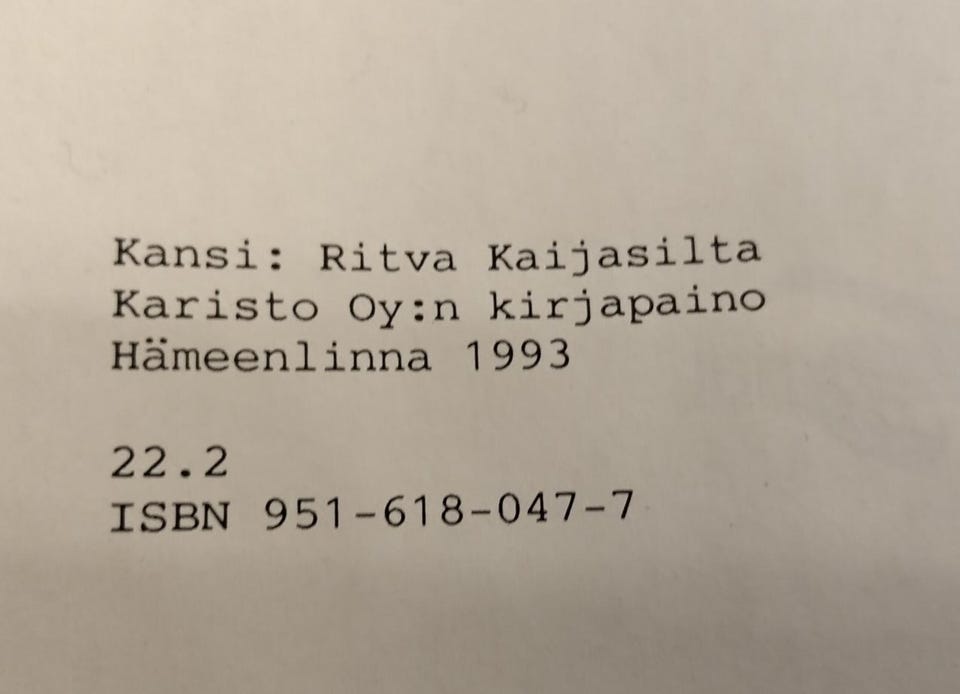 Kansi: Ritva Kaijasilta
Karisto Oy:n kirjapaino
Hämeenlinna 1993
22.2
ISBN 951-618-047-7